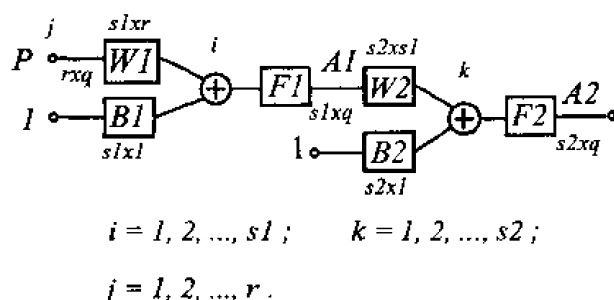 j s1xr i A1 s2xs1 k
P rxq W1 F1 W2 A2
s1xq F2
1 B1 1 B2 s2xq
s1x1 s2x1
i = 1, 2, ..., s1 ; k = 1, 2, ..., s2 ;
j = 1, 2, ..., r .